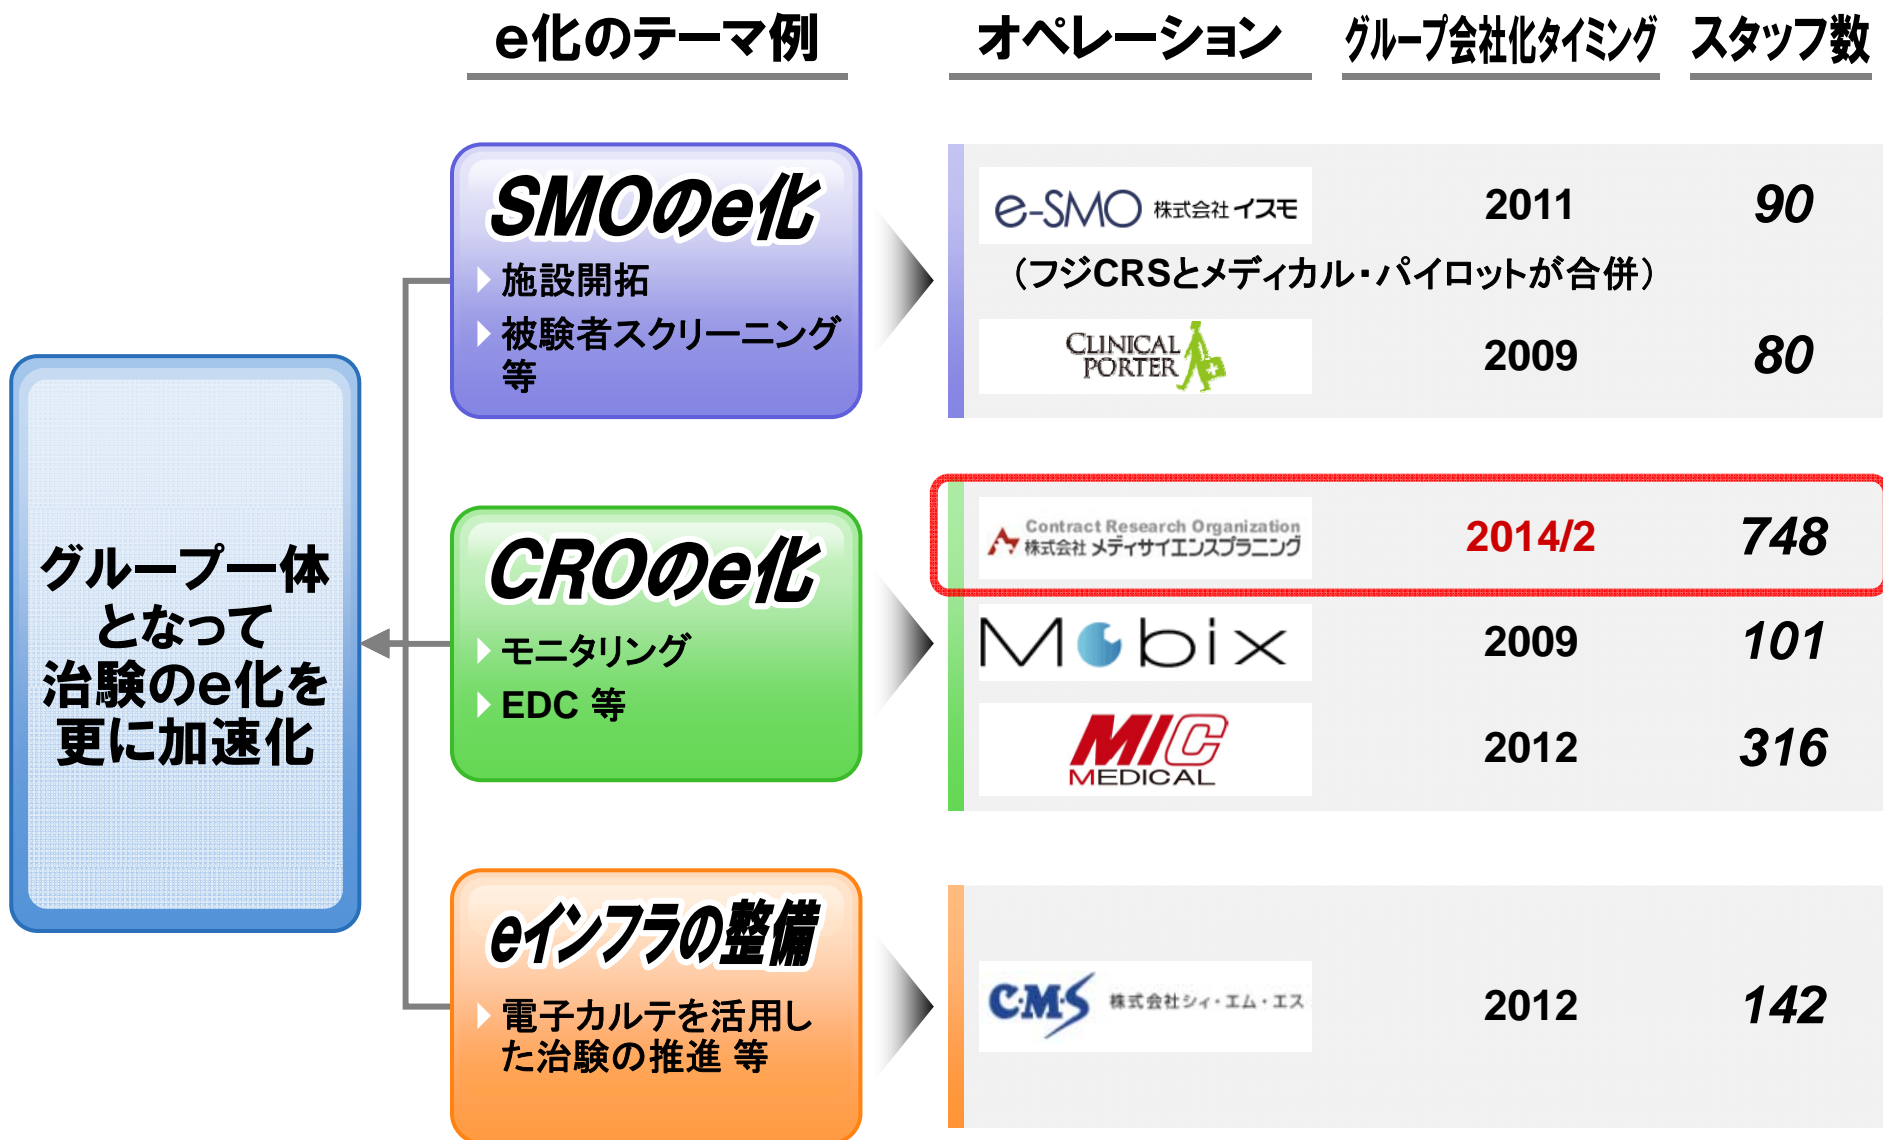 e化のテーマ例
オペレーション
グループ会社化タイミング
スタッフ数
グループ一体
となって
治験のe化を
更に加速化
SMOのe化
施設開拓
被験者スクリーニング
等
e-SMO 株式会社イスモ
2011
90
（フジCRSとメディカル・パイロットが合併）
CLINICAL
PORTER
2009
80
CROのe化
モニタリング
EDC 等
Contract Research Organization
株式会社 メディサイエンスプラニング
2014/2
748
Mobix
2009
101
MIC
MEDICAL
2012
316
eインフラの整備
電子カルテを活用し
た治験の推進 等
C・M・S 株式会社シィ・エム・エス
2012
142